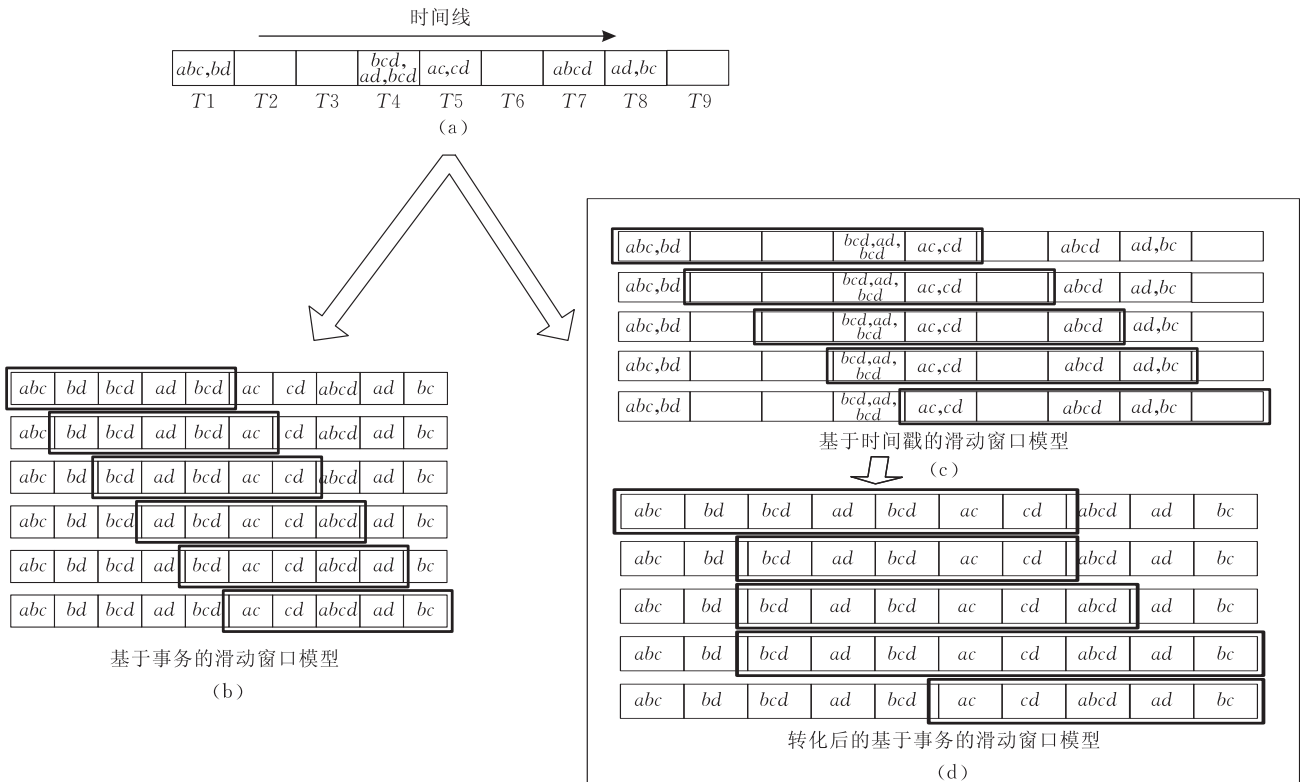 时间线
abc,bd bcd, ad,bcd ac,cd abcd ad,bc
T1 T2 T3 T4 T5 T6 T7 T8 T9
(a)
abc bd bcd ad bcd ac cd abcd ad bc
abc bd bcd ad bcd ac cd abcd ad bc
abc bd bcd ad bcd ac cd abcd ad bc
abc bd bcd ad bcd ac cd abcd ad bc
abc bd bcd ad bcd ac cd abcd ad bc
abc bd bcd ad bcd ac cd abcd ad bc
基于事务的滑动窗口模型
(b)
abc,bd bcd,ad, bcd ac,cd abcd ad,bc
abc,bd bcd,ad, bcd ac,cd abcd ad,bc
abc,bd bcd,ad, bcd ac,cd abcd ad,bc
abc,bd bcd,ad, bcd ac,cd abcd ad,bc
abc,bd bcd,ad, bcd ac,cd abcd ad,bc
基于时间戳的滑动窗口模型
(c)
abc bd bcd ad bcd ac cd abcd ad bc
abc bd bcd ad bcd ac cd abcd ad bc
abc bd bcd ad bcd ac cd abcd ad bc
abc bd bcd ad bcd ac cd abcd ad bc
abc bd bcd ad bcd ac cd abcd ad bc
转化后的基于事务的滑动窗口模型
(d)